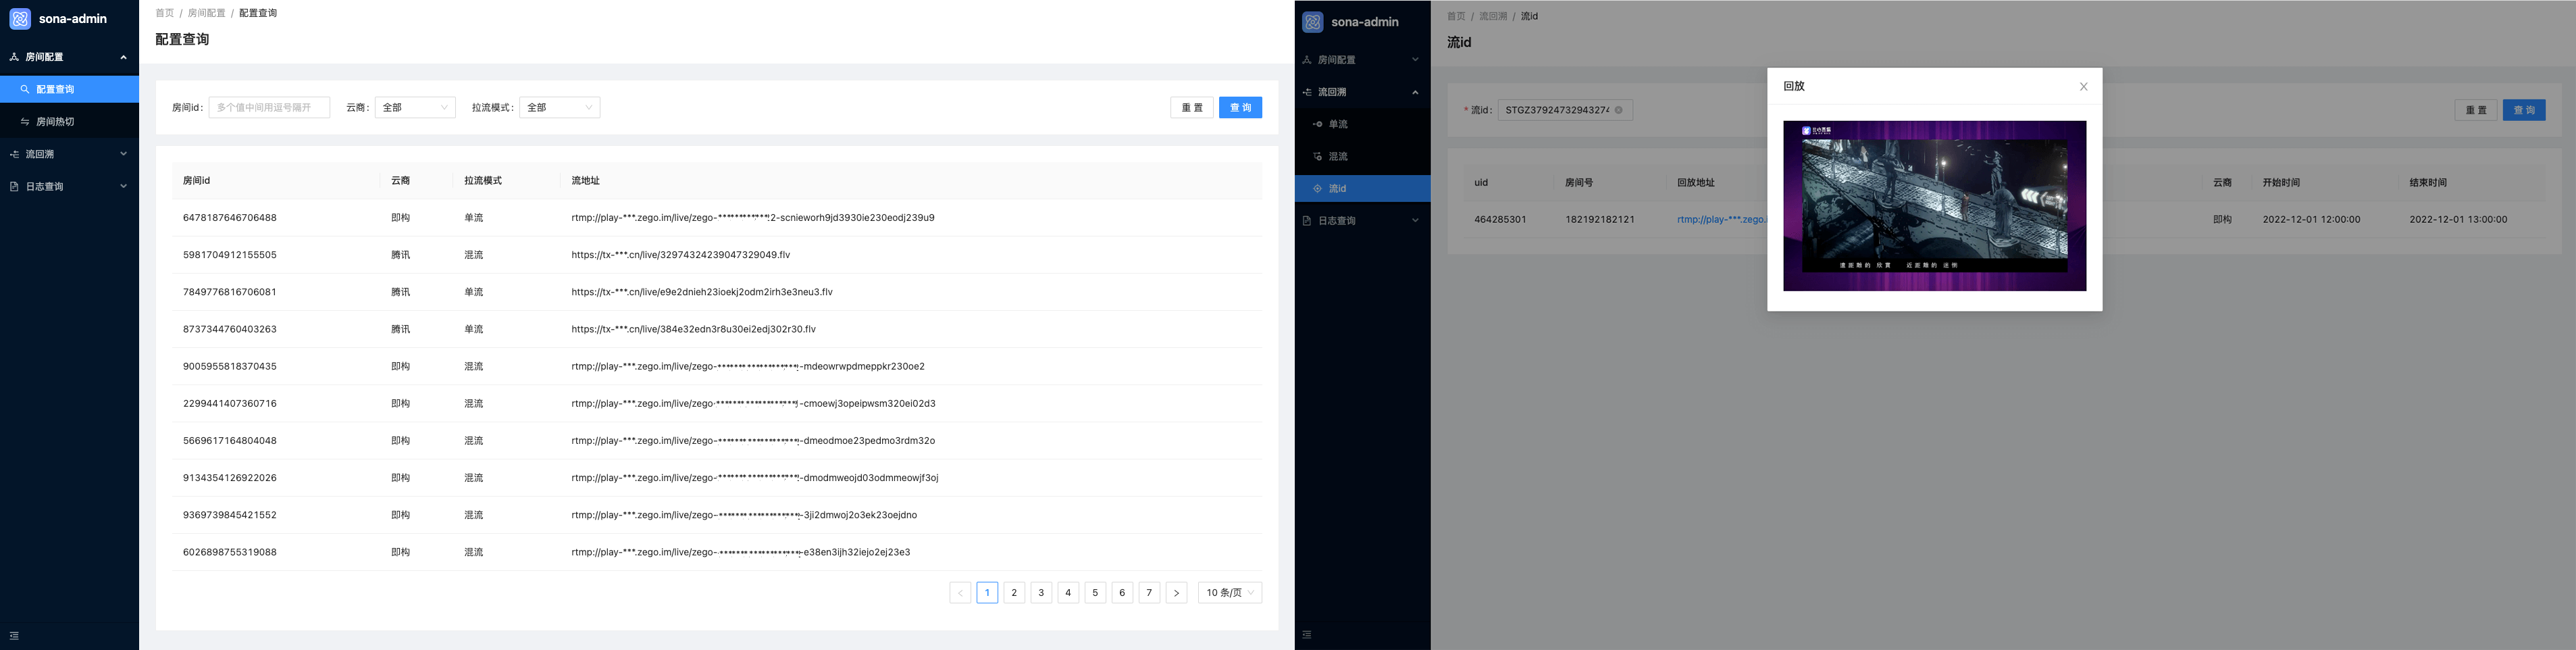 sona-admin
房间配置
配置查询
房间热切
流回溯
日志查询
首页 / 房间配置 / 配置查询
配置查询
房间id: 多个值中间用逗号隔开 云商: 全部 拉流模式: 全部 重 置 查 询
房间id 云商 拉流模式 流地址
6478187646706488 即构 单流 rtmp://play-***.zego.im/live/zego-************2-scnieworh9jd3930ie230eodj239u9
5981704912155505 腾讯 混流 https://tx-***.cn/live/32974324239047329049.flv
7849776816706081 腾讯 单流 https://tx-***.cn/live/e9e2dnieh23ioekj2odm2irh3e3neu3.flv
8737344760403263 腾讯 单流 https://tx-***.cn/live/384e32edn3r8u30ei2edj302r30.flv
9005955818370435 即构 混流 rtmp://play-***.zego.im/live/zego-*******************-mdeowrwpdmeppkr230oe2
2299441407360716 即构 混流 rtmp://play-***.zego.im/live/zego-*******************-cmoewj3opeipwsm320ei02d3
5669617164804048 即构 混流 rtmp://play-***.zego.im/live/zego-*******************-dmeodmoe23pedmo3rdm32o
9134354126922026 即构 混流 rtmp://play-***.zego.im/live/zego-*******************-dmodmweojd03odmmeowjf3oj
9369739845421552 即构 混流 rtmp://play-***.zego.im/live/zego-*******************-3ji2dmwoj2o3ek23oejdno
6026898755319088 即构 混流 rtmp://play-***.zego.im/live/zego-*******************-e38en3ijh32iejo2ej23e3
1 2 3 4 5 6 7 10 条/页
sona-admin
房间配置
流回溯
单流
混流
流id
日志查询
首页 / 流回溯 / 流id
流id
* 流id: STGZ3792473294327 重 置 查 询
uid 房间号 回放地址 云商 开始时间 结束时间
464285301 182192182121 rtmp://play-***.zego.i 即构 2022-12-01 12:00:00 2022-12-01 13:00:00
回放
远距离的 欣赏 近距离的 迷惘